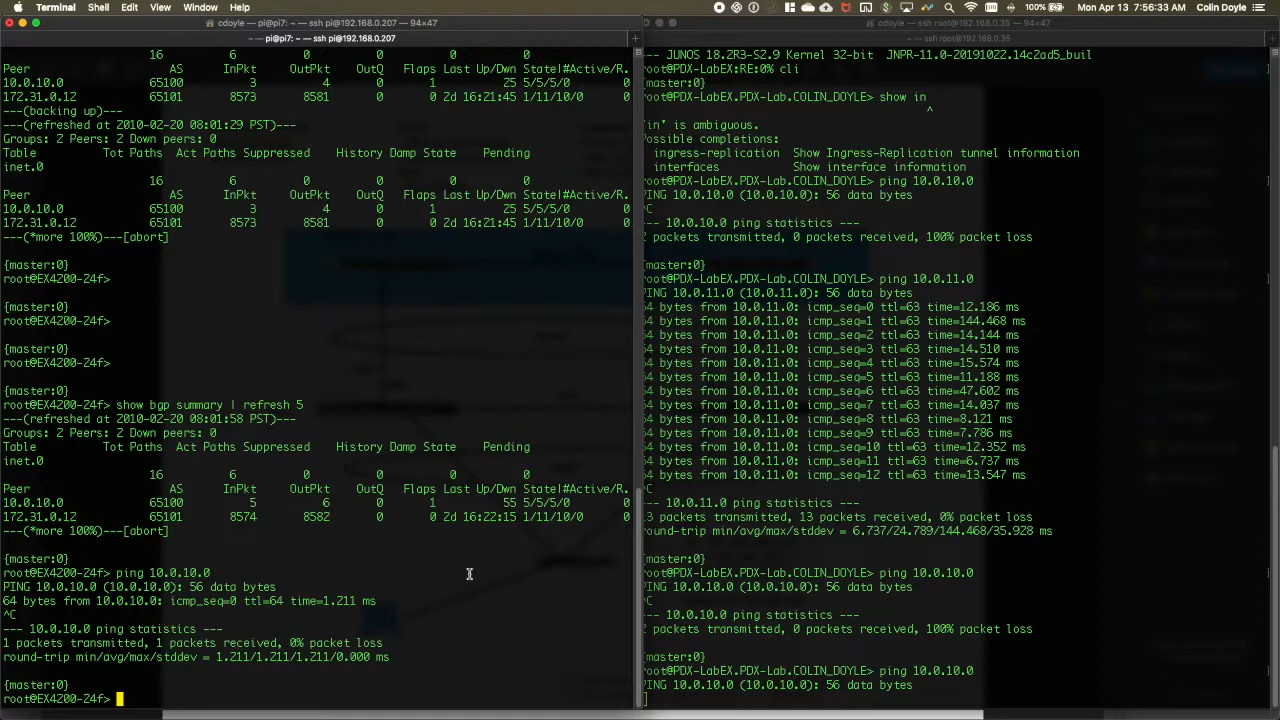 Terminal Shell Edit View Window Help 100% Mon Apr 13 7:56:33 AM Colin Doyle
cdoyle — pi@pi7: ~ — ssh pi@192.168.0.207 — 94×47
pi@pi7: ~ — ssh pi@192.168.0.207
16 6 0 0 0 0
Peer AS InPkt OutPkt OutQ Flaps Last Up/Dwn State|#Active/R.
10.0.10.0 65100 3 4 0 1 25 5/5/5/0 0
172.31.0.12 65101 8573 8581 0 0 2d 16:21:45 1/11/10/0 0
---(backing up)---
---(refreshed at 2010-02-20 08:01:29 PST)---
Groups: 2 Peers: 2 Down peers: 0
Table Tot Paths Act Paths Suppressed History Damp State Pending
inet.0
16 6 0 0 0 0
Peer AS InPkt OutPkt OutQ Flaps Last Up/Dwn State|#Active/R.
10.0.10.0 65100 3 4 0 1 25 5/5/5/0 0
172.31.0.12 65101 8573 8581 0 0 2d 16:21:45 1/11/10/0 0
---(*more 100%)---[abort]
{master:0}
root@EX4200-24f>
{master:0}
root@EX4200-24f>
{master:0}
root@EX4200-24f>
{master:0}
root@EX4200-24f> show bgp summary | refresh 5
---(refreshed at 2010-02-20 08:01:58 PST)---
Groups: 2 Peers: 2 Down peers: 0
Table Tot Paths Act Paths Suppressed History Damp State Pending
inet.0
16 6 0 0 0 0
Peer AS InPkt OutPkt OutQ Flaps Last Up/Dwn State|#Active/R.
10.0.10.0 65100 5 6 0 1 55 5/5/5/0 0
172.31.0.12 65101 8574 8582 0 0 2d 16:22:15 1/11/10/0 0
---(*more 100%)---[abort]
{master:0}
root@EX4200-24f> ping 10.0.10.0
PING 10.0.10.0 (10.0.10.0): 56 data bytes
64 bytes from 10.0.10.0: icmp_seq=0 ttl=64 time=1.211 ms
^C
--- 10.0.10.0 ping statistics ---
1 packets transmitted, 1 packets received, 0% packet loss
round-trip min/avg/max/stddev = 1.211/1.211/1.211/0.000 ms
{master:0}
root@EX4200-24f>
cdoyle — ssh root@192.168.0.35 — 94×47
~ — ssh root@192.168.0.35
--- JUNOS 18.2R3-S2.9 Kernel 32-bit JNPR-11.0-20191022.14c2ad5_buil
root@PDX-LabEX:RE:0% cli
{master:0}
root@PDX-LabEX.PDX-Lab.COLIN_DOYLE> show in
^
'in' is ambiguous.
Possible completions:
ingress-replication Show Ingress-Replication tunnel information
interfaces Show interface information
root@PDX-LabEX.PDX-Lab.COLIN_DOYLE> ping 10.0.10.0
PING 10.0.10.0 (10.0.10.0): 56 data bytes
^C
--- 10.0.10.0 ping statistics ---
2 packets transmitted, 0 packets received, 100% packet loss
{master:0}
root@PDX-LabEX.PDX-Lab.COLIN_DOYLE> ping 10.0.11.0
PING 10.0.11.0 (10.0.11.0): 56 data bytes
64 bytes from 10.0.11.0: icmp_seq=0 ttl=63 time=12.186 ms
64 bytes from 10.0.11.0: icmp_seq=1 ttl=63 time=144.468 ms
64 bytes from 10.0.11.0: icmp_seq=2 ttl=63 time=14.144 ms
64 bytes from 10.0.11.0: icmp_seq=3 ttl=63 time=14.510 ms
64 bytes from 10.0.11.0: icmp_seq=4 ttl=63 time=15.574 ms
64 bytes from 10.0.11.0: icmp_seq=5 ttl=63 time=11.188 ms
64 bytes from 10.0.11.0: icmp_seq=6 ttl=63 time=47.602 ms
64 bytes from 10.0.11.0: icmp_seq=7 ttl=63 time=14.037 ms
64 bytes from 10.0.11.0: icmp_seq=8 ttl=63 time=8.121 ms
64 bytes from 10.0.11.0: icmp_seq=9 ttl=63 time=7.786 ms
64 bytes from 10.0.11.0: icmp_seq=10 ttl=63 time=12.352 ms
64 bytes from 10.0.11.0: icmp_seq=11 ttl=63 time=6.737 ms
64 bytes from 10.0.11.0: icmp_seq=12 ttl=63 time=13.547 ms
^C
--- 10.0.11.0 ping statistics ---
13 packets transmitted, 13 packets received, 0% packet loss
round-trip min/avg/max/stddev = 6.737/24.789/144.468/35.928 ms
{master:0}
root@PDX-LabEX.PDX-Lab.COLIN_DOYLE> ping 10.0.10.0
PING 10.0.10.0 (10.0.10.0): 56 data bytes
^C
--- 10.0.10.0 ping statistics ---
2 packets transmitted, 0 packets received, 100% packet loss
{master:0}
root@PDX-LabEX.PDX-Lab.COLIN_DOYLE> ping 10.0.10.0
PING 10.0.10.0 (10.0.10.0): 56 data bytes